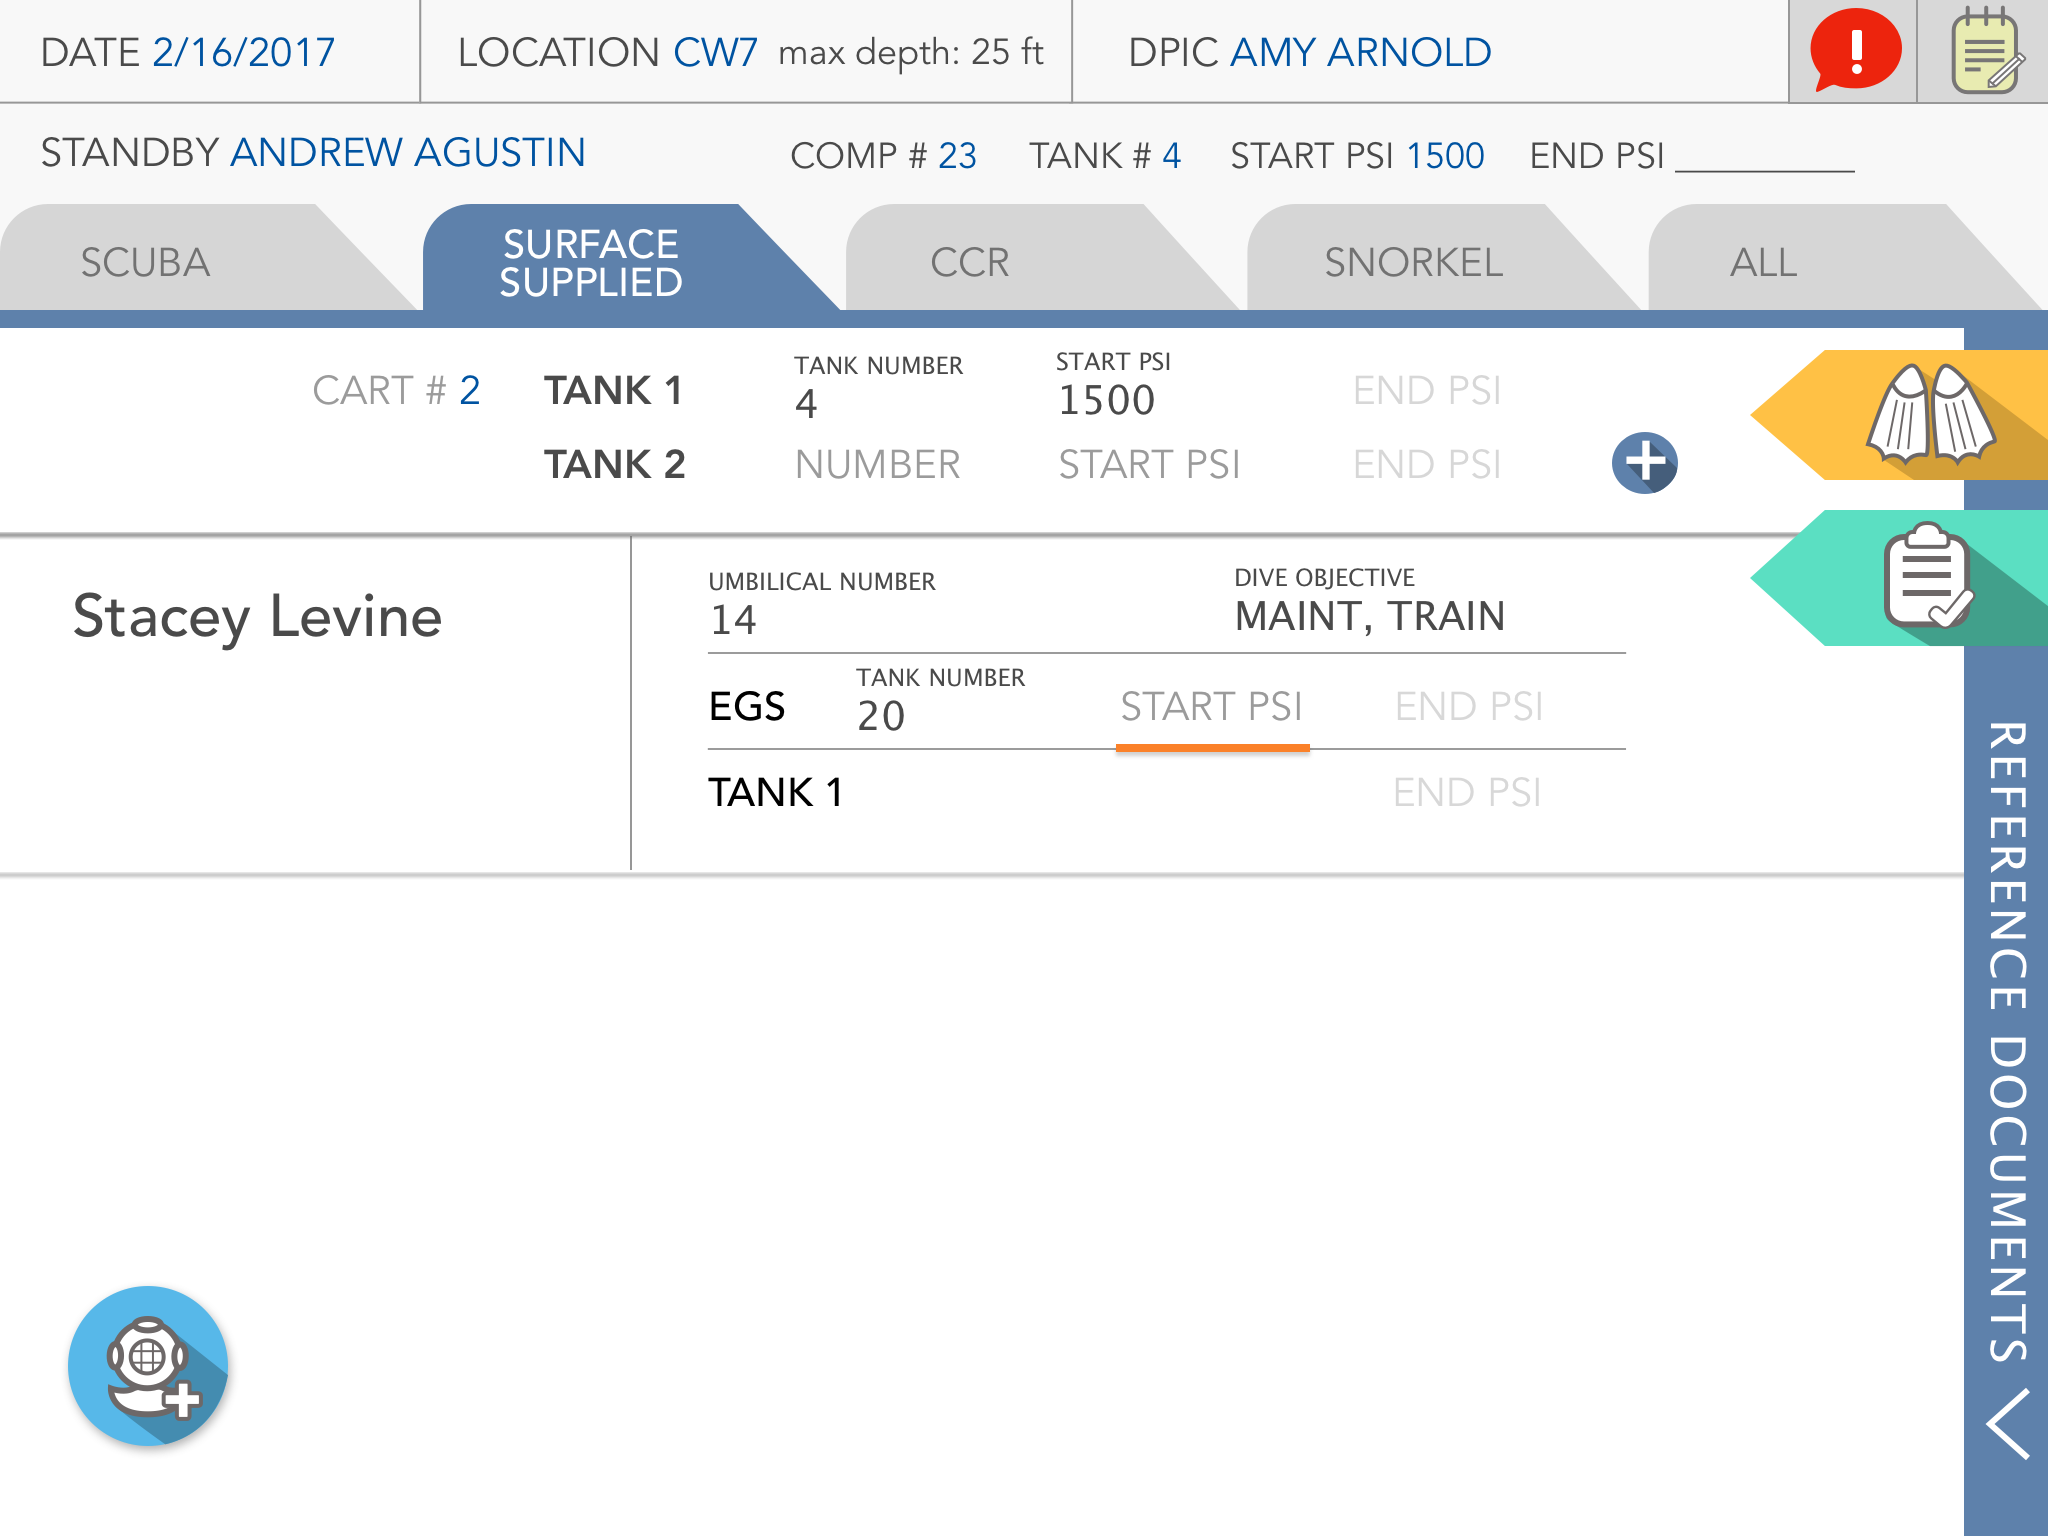 DATE 2/16/2017 LOCATION CW7 max depth: 25 ft DPIC AMY ARNOLD
STANDBY ANDREW AGUSTIN COMP # 23 TANK # 4 START PSI 1500 END PSI
SCUBA
SURFACE
SUPPLIED
CCR
SNORKEL
ALL
TANK NUMBER START PSI
CART # 2 TANK 1 4 1500 END PSI
TANK 2 NUMBER START PSI END PSI
Stacey Levine
UMBILICAL NUMBER DIVE OBJECTIVE
14 MAINT, TRAIN
TANK NUMBER
EGS 20 START PSI END PSI
TANK 1 END PSI
REFERENCE DOCUMENTS